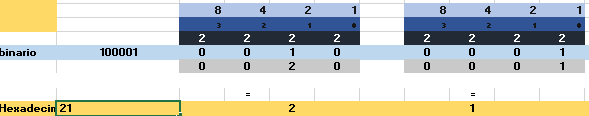 8 4 2 1 8 4 2 1
3 2 1 0 3 2 1 0
2 2 2 2 2 2 2 2
binario 100001 0 0 1 0 0 0 0 1
0 0 2 0 0 0 0 1
= =
Hexadecin 21 2 1